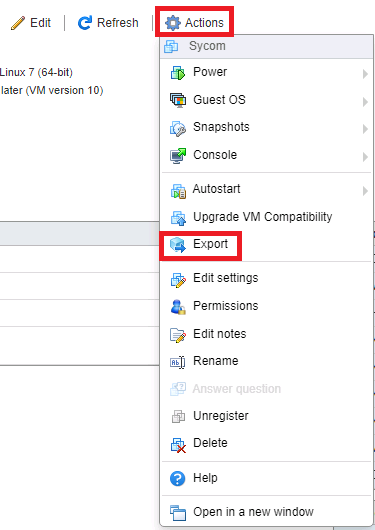 Edit Refresh Actions
Sycom
Linux 7 (64-bit)
Power
later (VM version 10)
Guest OS
Snapshots
Console
Autostart
Upgrade VM Compatibility
Export
Edit settings
Permissions
Edit notes
Rename
Answer question
Unregister
Delete
Help
Open in a new window